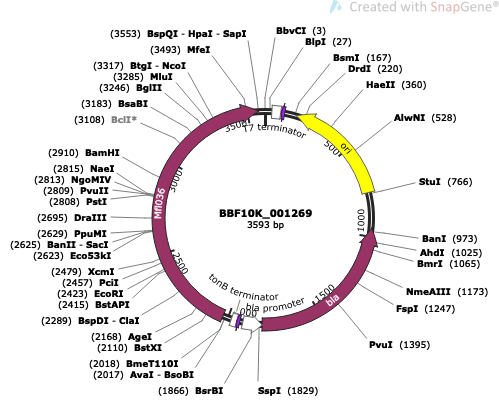 Created with SnapGene®
(3553) BspQI - HpaI - SapI
(3493) MfeI
(3317) BtgI - NcoI
(3285) MluI
(3246) BglII
(3183) BsaBI
(3108) BclI*
(2910) BamHI
(2815) NaeI
(2813) NgoMIV
(2809) PvuII
(2808) PstI
(2695) DraIII
(2629) PpuMI
(2625) BanII - SacI
(2623) Eco53kI
(2479) XcmI
(2457) PciI
(2423) EcoRI
(2415) BstAPI
(2289) BspDI - ClaI
(2168) AgeI
(2110) BstXI
(2018) BmeT110I
(2017) AvaI - BsoBI
(1866) BsrBI
BbvCI (3)
BlpI (27)
BsmI (167)
DrdI (220)
HaeII (360)
AlwNI (528)
StuI (766)
BanI (973)
AhdI (1025)
BmrI (1065)
NmeAIII (1173)
FspI (1247)
PvuI (1395)
SspI (1829)
T7 terminator
ori
MflO36
bla
tonB terminator
bla promoter
500
1000
1500
2500
3000
BBF10K_001269
3593 bp